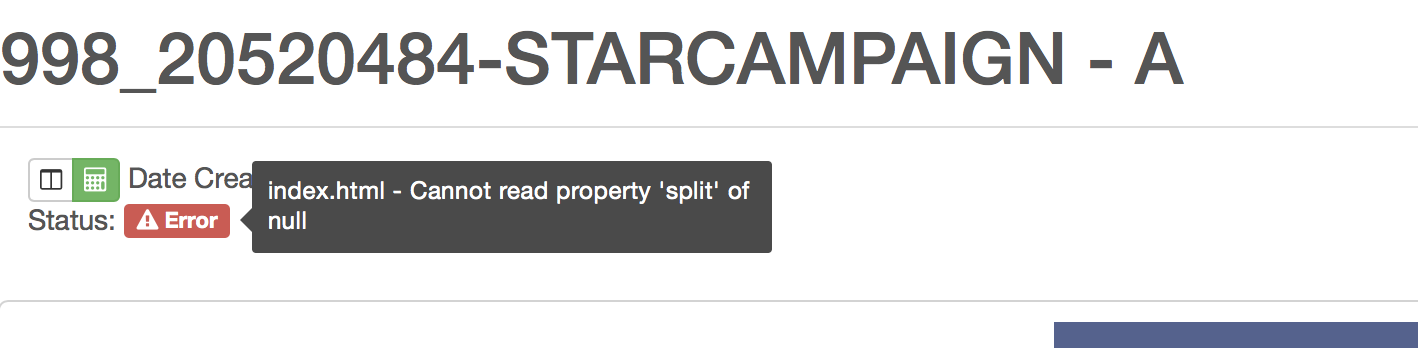 998_20520484-STARCAMPAIGN - A
Date Crea
index.html - Cannot read property 'split' of
null
Status: Error